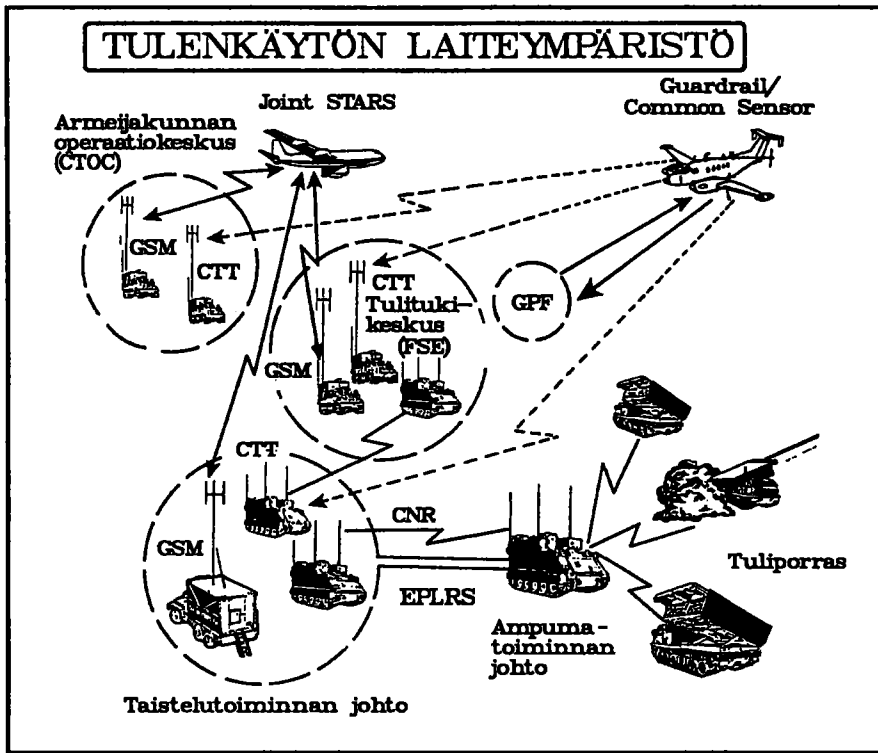 TULENKÄYTÖN LAITEYMPÄRISTÖ
Joint STARS
Guardrail/
Common Sensor
Armeijakunnan
operaatiokeskus
(CTOC)
GSM
CTT
CTT
Tulituki-
keskus
(FSE)
GSM
GPF
CTT
GSM
CNR
EPLRS
Tuliporras
Ampuma-
toiminnan
johto
Taistelutoiminnan johto